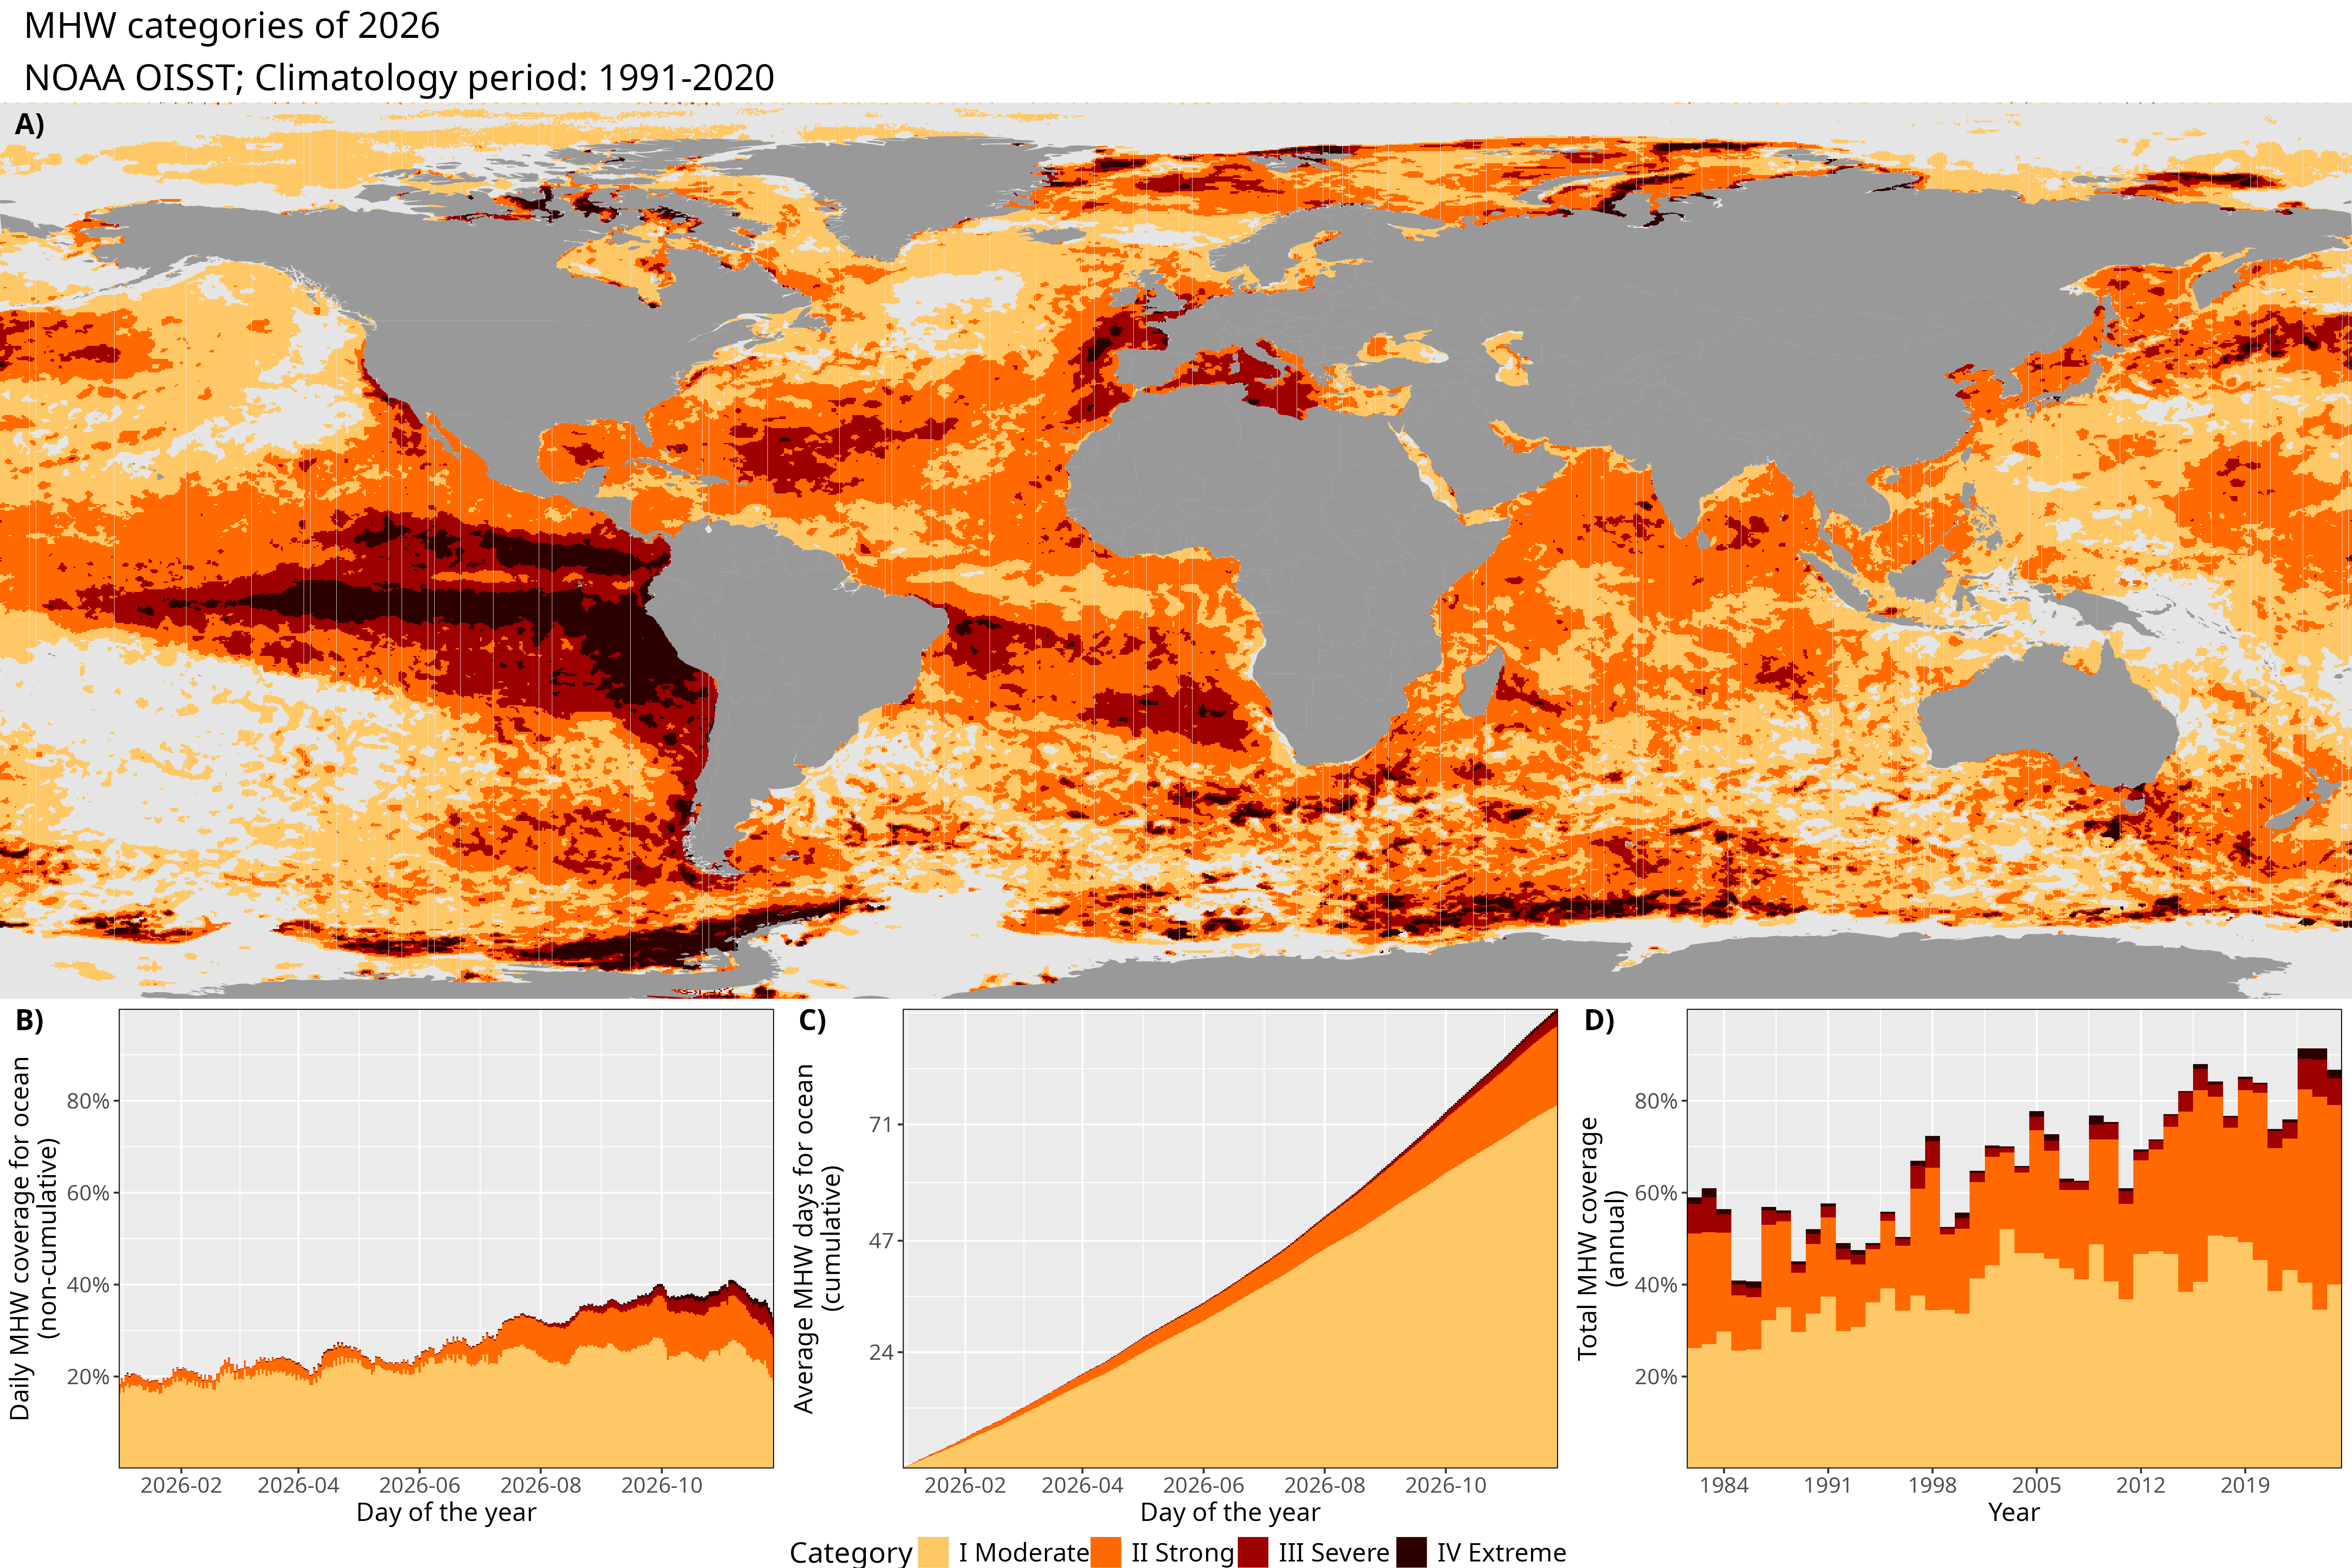 MHW categories of 2026
NOAA OISST; Climatology period: 1991-2020
A)
B)
Daily MHW coverage for ocean
(non-cumulative)
80%
60%
40%
20%
2026-02 2026-04 2026-06 2026-08 2026-10
Day of the year
C)
Average MHW days for ocean
(cumulative)
71
47
24
2026-02 2026-04 2026-06 2026-08 2026-10
Day of the year
D)
Total MHW coverage
(annual)
80%
60%
40%
20%
1984 1991 1998 2005 2012 2019
Year
Category I Moderate II Strong III Severe IV Extreme